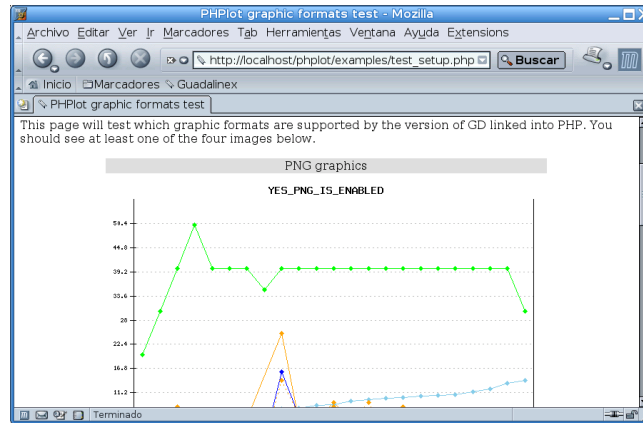 PHPlot graphic formats test - Mozilla
Archivo Editar Ver Ir Marcadores Tab Herramientas Ventana Ayuda Extensions
http://localhost/phplot/examples/test_setup.php Buscar
Inicio Marcadores Guadalinex
PHPlot graphic formats test
This page will test which graphic formats are supported by the version of GD linked into PHP. You
should see at least one of the four images below.
PNG graphics
YES_PNG_IS_ENABLED
50.4
44.8
39.2
33.6
28
22.4
16.8
11.2
Terminado